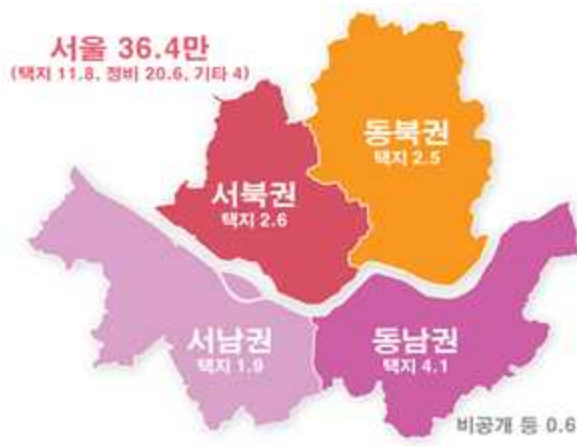 서울 36.4만
(택지 11.8, 정비 20.6, 기타 4)
동북권
택지 2.5
서북권
택지 2.6
서남권
택지 1.9
동남권
택지 4.1
비공개 등 0.6